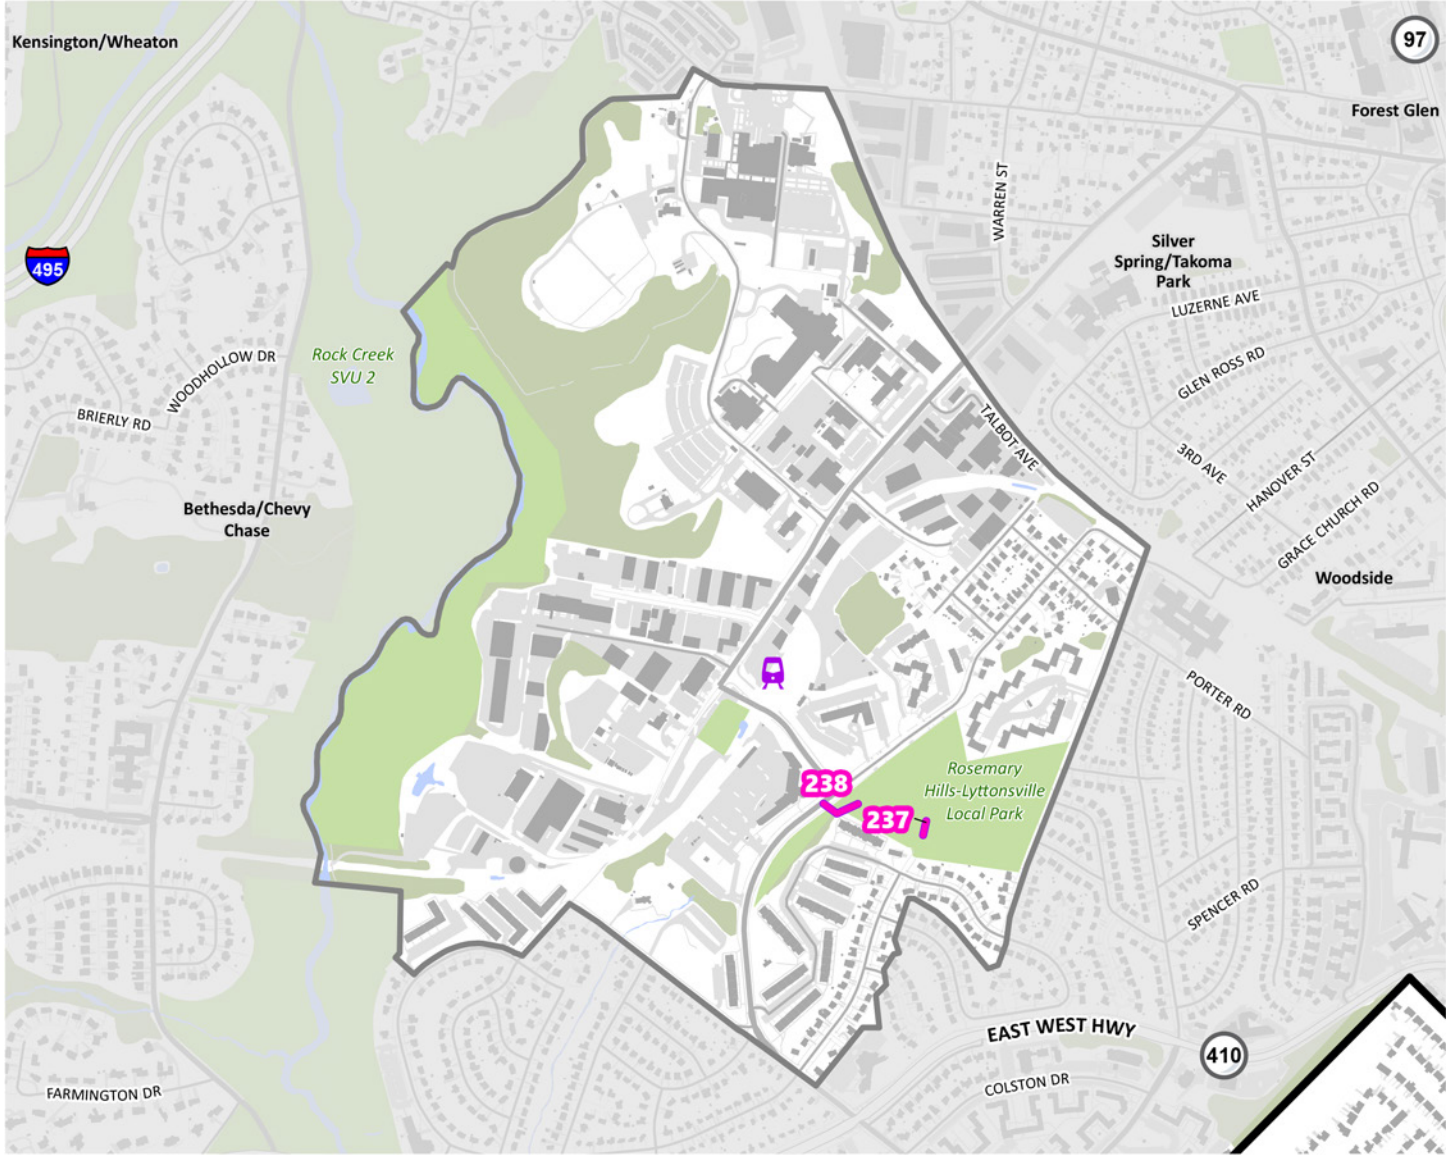 Kensington/Wheaton
97
Forest Glen
WARREN ST
Silver
Spring/Takoma
Park
495
LUZERNE AVE
Rock Creek
SVU 2
WOODHOLLOW DR
GLEN ROSS RD
BRIERLY RD
TALBOT AVE
3RD AVE
HANOVER ST
GRACE CHURCH RD
Bethesda/Chevy
Chase
Woodside
PORTER RD
Rosemary
Hills-Lyttonsville
Local Park
238
237
SPENCER RD
EAST WEST HWY
410
COLSTON DR
FARMINGTON DR